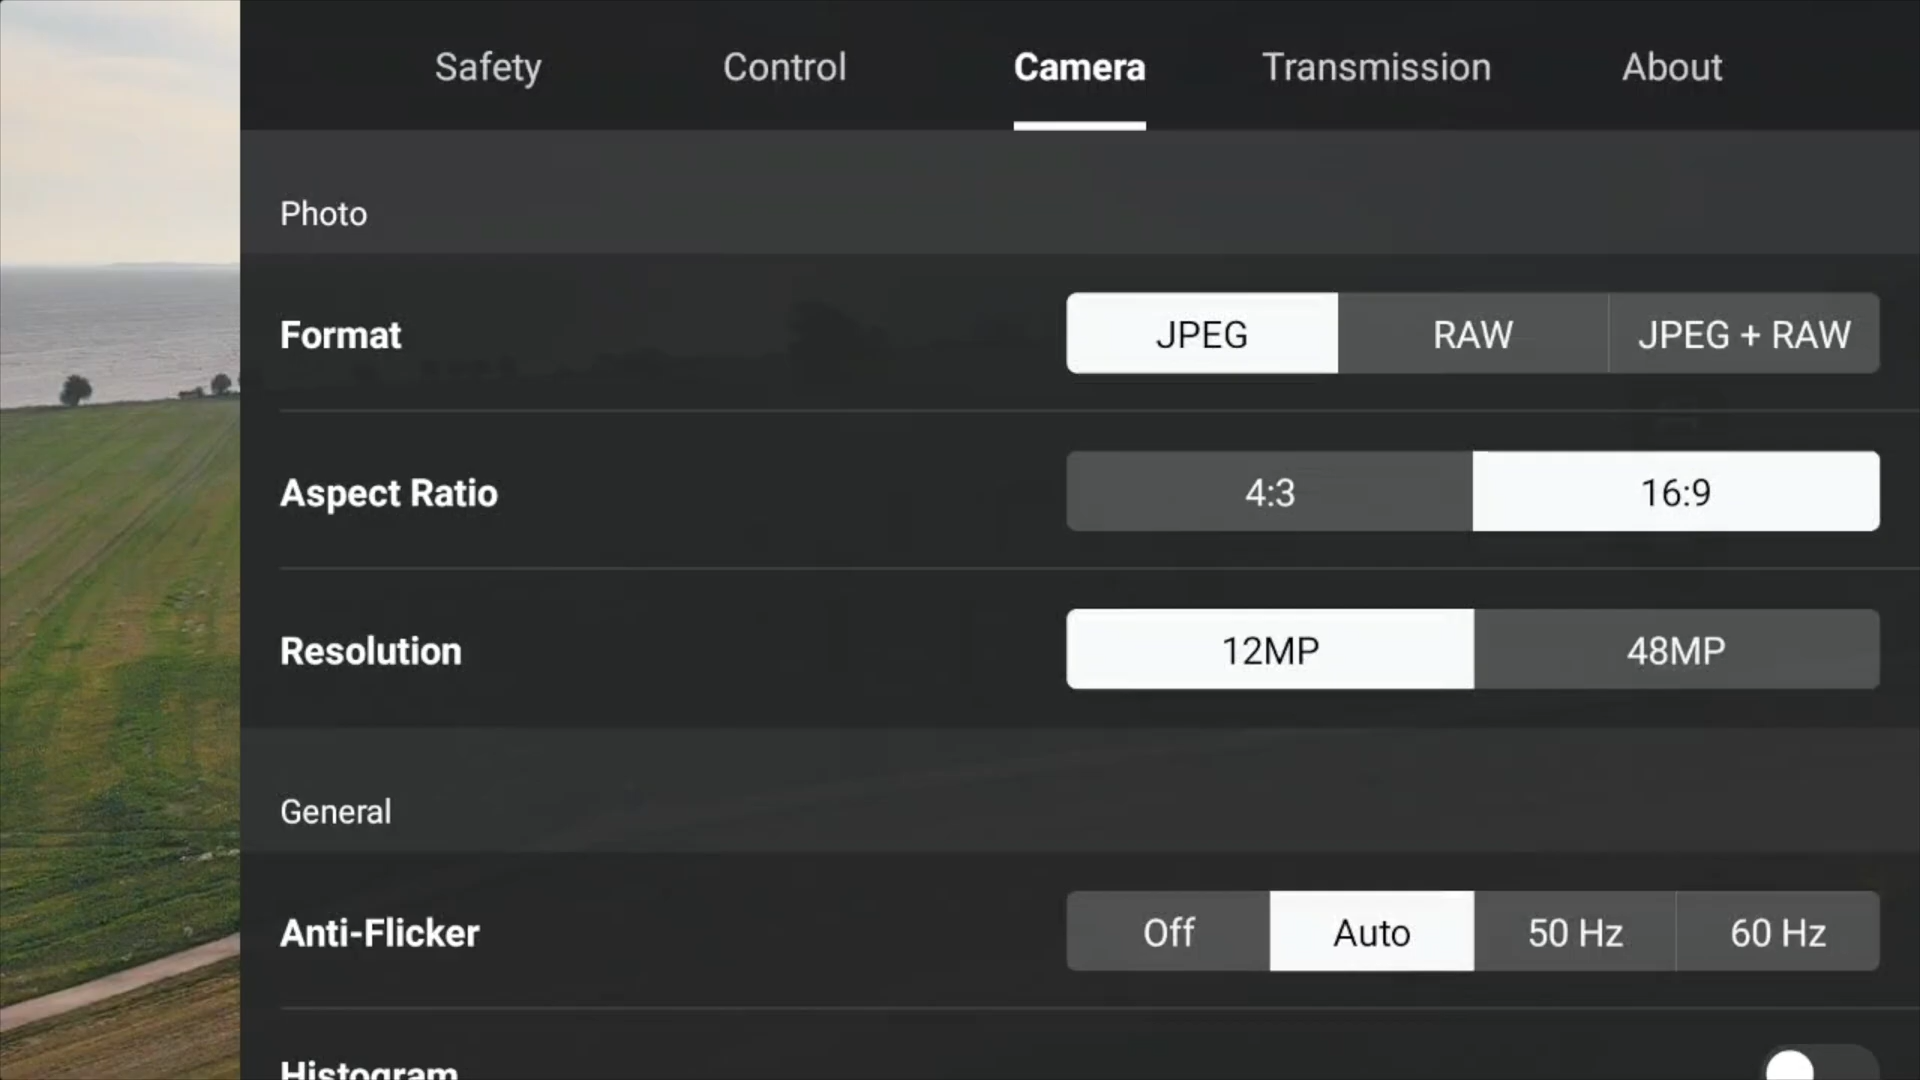 Safety Control Camera Transmission About
Photo
Format JPEG RAW JPEG + RAW
Aspect Ratio 4:3 16:9
Resolution 12MP 48MP
General
Anti-Flicker Off Auto 50 Hz 60 Hz
Histogram